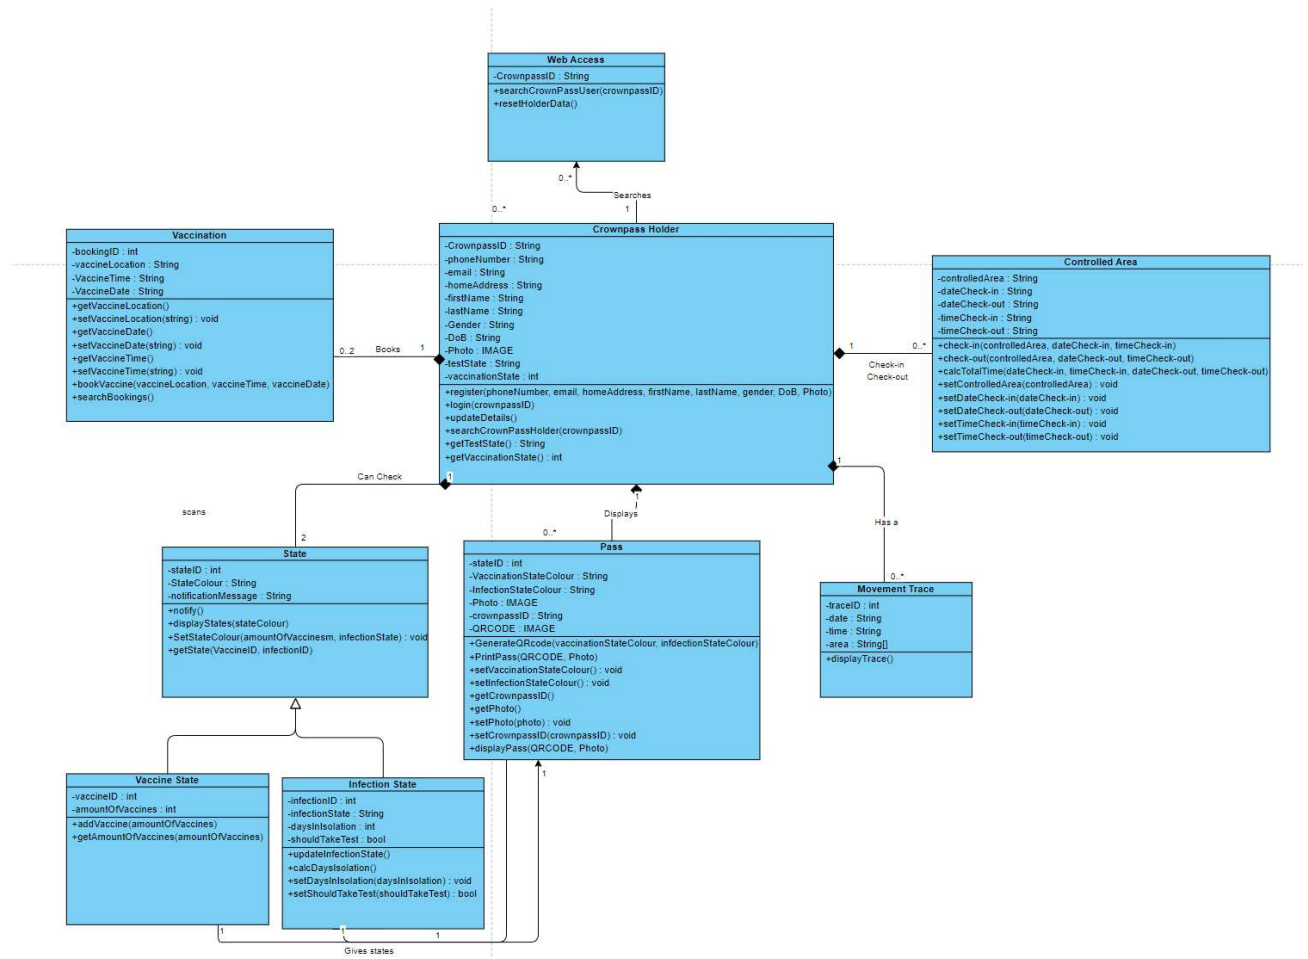 Web Access
-CrownpassID : String
+searchCrownPassUser(crownpassID)
+resetHolderData()
0..*
Searches
1
0..*
Vaccination
-bookingID : int
-vaccineLocation : String
-VaccineTime : String
-VaccineDate : String
+getVaccineLocation()
+setVaccineLocation(string) : void
+getVaccineDate()
+setVaccineDate(string) : void
+getVaccineTime()
+setVaccineTime(string) : void
+bookVaccine(vaccineLocation, vaccineTime, vaccineDate)
+searchBookings()
0..2
Books
1
Crownpass Holder
-CrownpassID : String
-phoneNumber : String
-email : String
-homeAddress : String
-firstName : String
-lastName : String
-Gender : String
-DoB : String
-Photo : IMAGE
-testState : String
-vaccinationState : int
+register(phoneNumber, email, homeAddress, firstName, lastName, gender, DoB, Photo)
+login(crownpassID)
+updateDetails()
+searchCrownPassHolder(crownpassID)
+getTestState() : String
+getVaccinationState() : int
1
0..*
Check-in
Check-out
Controlled Area
-controlledArea : String
-dateCheck-in : String
-dateCheck-out : String
-timeCheck-in : String
-timeCheck-out : String
+check-in(controlledArea, dateCheck-in, timeCheck-in)
+check-out(controlledArea, dateCheck-out, timeCheck-out)
+calcTotalTime(dateCheck-in, timeCheck-in, dateCheck-out, timeCheck-out)
+setControlledArea(controlledArea) : void
+setDateCheck-in(dateCheck-in) : void
+setDateCheck-out(dateCheck-out) : void
+setTimeCheck-in(timeCheck-in) : void
+setTimeCheck-out(timeCheck-out) : void
Can Check
1
scans
2
1
Displays
0..*
1
Has a
0..*
State
-stateID : int
-StateColour : String
-notificationMessage : String
+notify()
+displayStates(stateColour)
+SetStateColour(amountOfVaccinesm, infectionState) : void
+getState(VaccineID, infectionID)
Pass
-stateID : int
-VaccinationStateColour : String
-InfectionStateColour : String
-Photo : IMAGE
-crownpassID : String
-QRCODE : IMAGE
+GenerateQRcode(vaccinationStateColour, infdectionStateColour)
+PrintPass(QRCODE, Photo)
+setVaccinationStateColour() : void
+setInfectionStateColour() : void
+getCrownpassID()
+getPhoto()
+setPhoto(photo) : void
+setCrownpassID(crownpassID) : void
+displayPass(QRCODE, Photo)
Movement Trace
-traceID : int
-date : String
-time : String
-area : String[]
+displayTrace()
Vaccine State
-vaccineID : int
-amountOfVaccines : int
+addVaccine(amountOfVaccines)
+getAmountOfVaccines(amountOfVaccines)
Infection State
-infectionID : int
-infectionState : String
-daysInIsolation : int
-shouldTakeTest : bool
+updateInfectionState()
+calcDaysIsolation()
+setDaysInIsolation(daysInIsolation) : void
+setShouldTakeTest(shouldTakeTest) : bool
1
1
1
1
Gives states